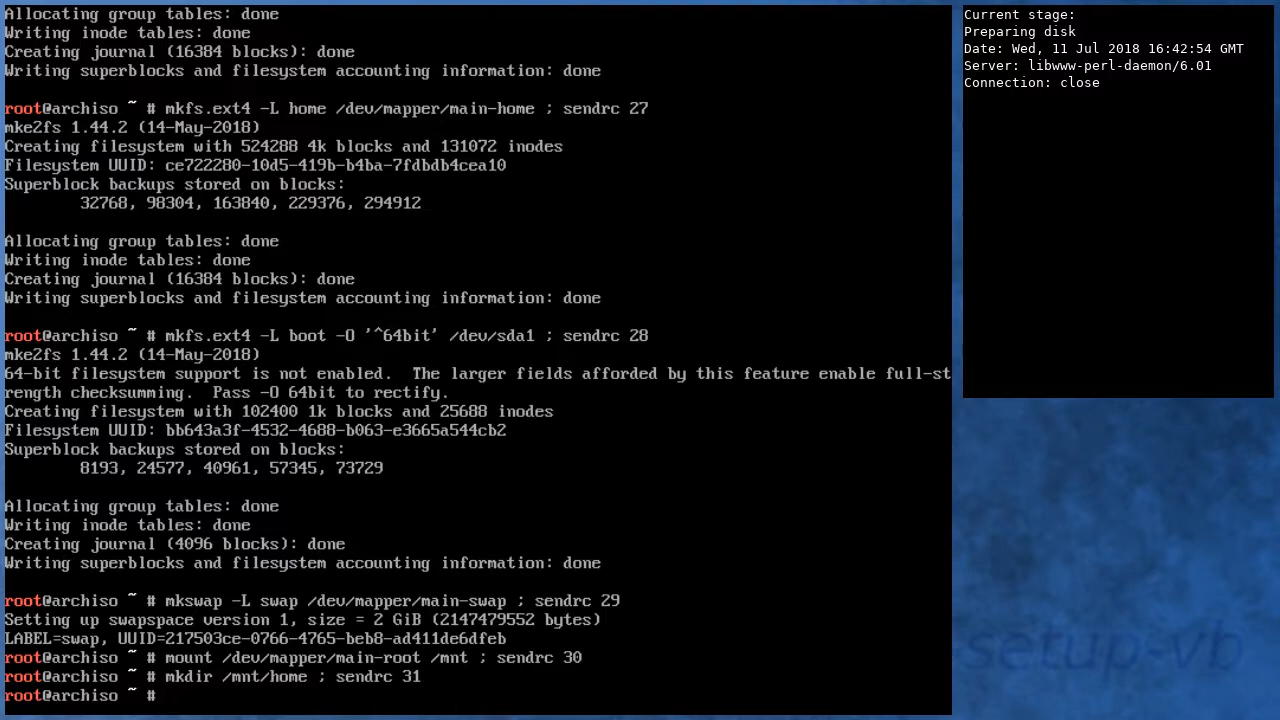 Allocating group tables: done
Writing inode tables: done
Creating journal (16384 blocks): done
Writing superblocks and filesystem accounting information: done
root@archiso ~ # mkfs.ext4 -L home /dev/mapper/main-home ; sendrc 27
mke2fs 1.44.2 (14-May-2018)
Creating filesystem with 524288 4k blocks and 131072 inodes
Filesystem UUID: ce722280-10d5-419b-b4ba-7fdbdb4cea10
Superblock backups stored on blocks:
        32768, 98304, 163840, 229376, 294912
Allocating group tables: done
Writing inode tables: done
Creating journal (16384 blocks): done
Writing superblocks and filesystem accounting information: done
root@archiso ~ # mkfs.ext4 -L boot -O '^64bit' /dev/sda1 ; sendrc 28
mke2fs 1.44.2 (14-May-2018)
64-bit filesystem support is not enabled.  The larger fields afforded by this feature enable full-st
rength checksumming.  Pass -O 64bit to rectify.
Creating filesystem with 102400 1k blocks and 25688 inodes
Filesystem UUID: bb643a3f-4532-4688-b063-e3665a544cb2
Superblock backups stored on blocks:
        8193, 24577, 40961, 57345, 73729
Allocating group tables: done
Writing inode tables: done
Creating journal (4096 blocks): done
Writing superblocks and filesystem accounting information: done
root@archiso ~ # mkswap -L swap /dev/mapper/main-swap ; sendrc 29
Setting up swapspace version 1, size = 2 GiB (2147479552 bytes)
LABEL=swap, UUID=217503ce-0766-4765-beb8-ad411de6dfeb
root@archiso ~ # mount /dev/mapper/main-root /mnt ; sendrc 30
root@archiso ~ # mkdir /mnt/home ; sendrc 31
root@archiso ~ #
Current stage:
Preparing disk
Date: Wed, 11 Jul 2018 16:42:54 GMT
Server: libwww-perl-daemon/6.01
Connection: close
setup-vb